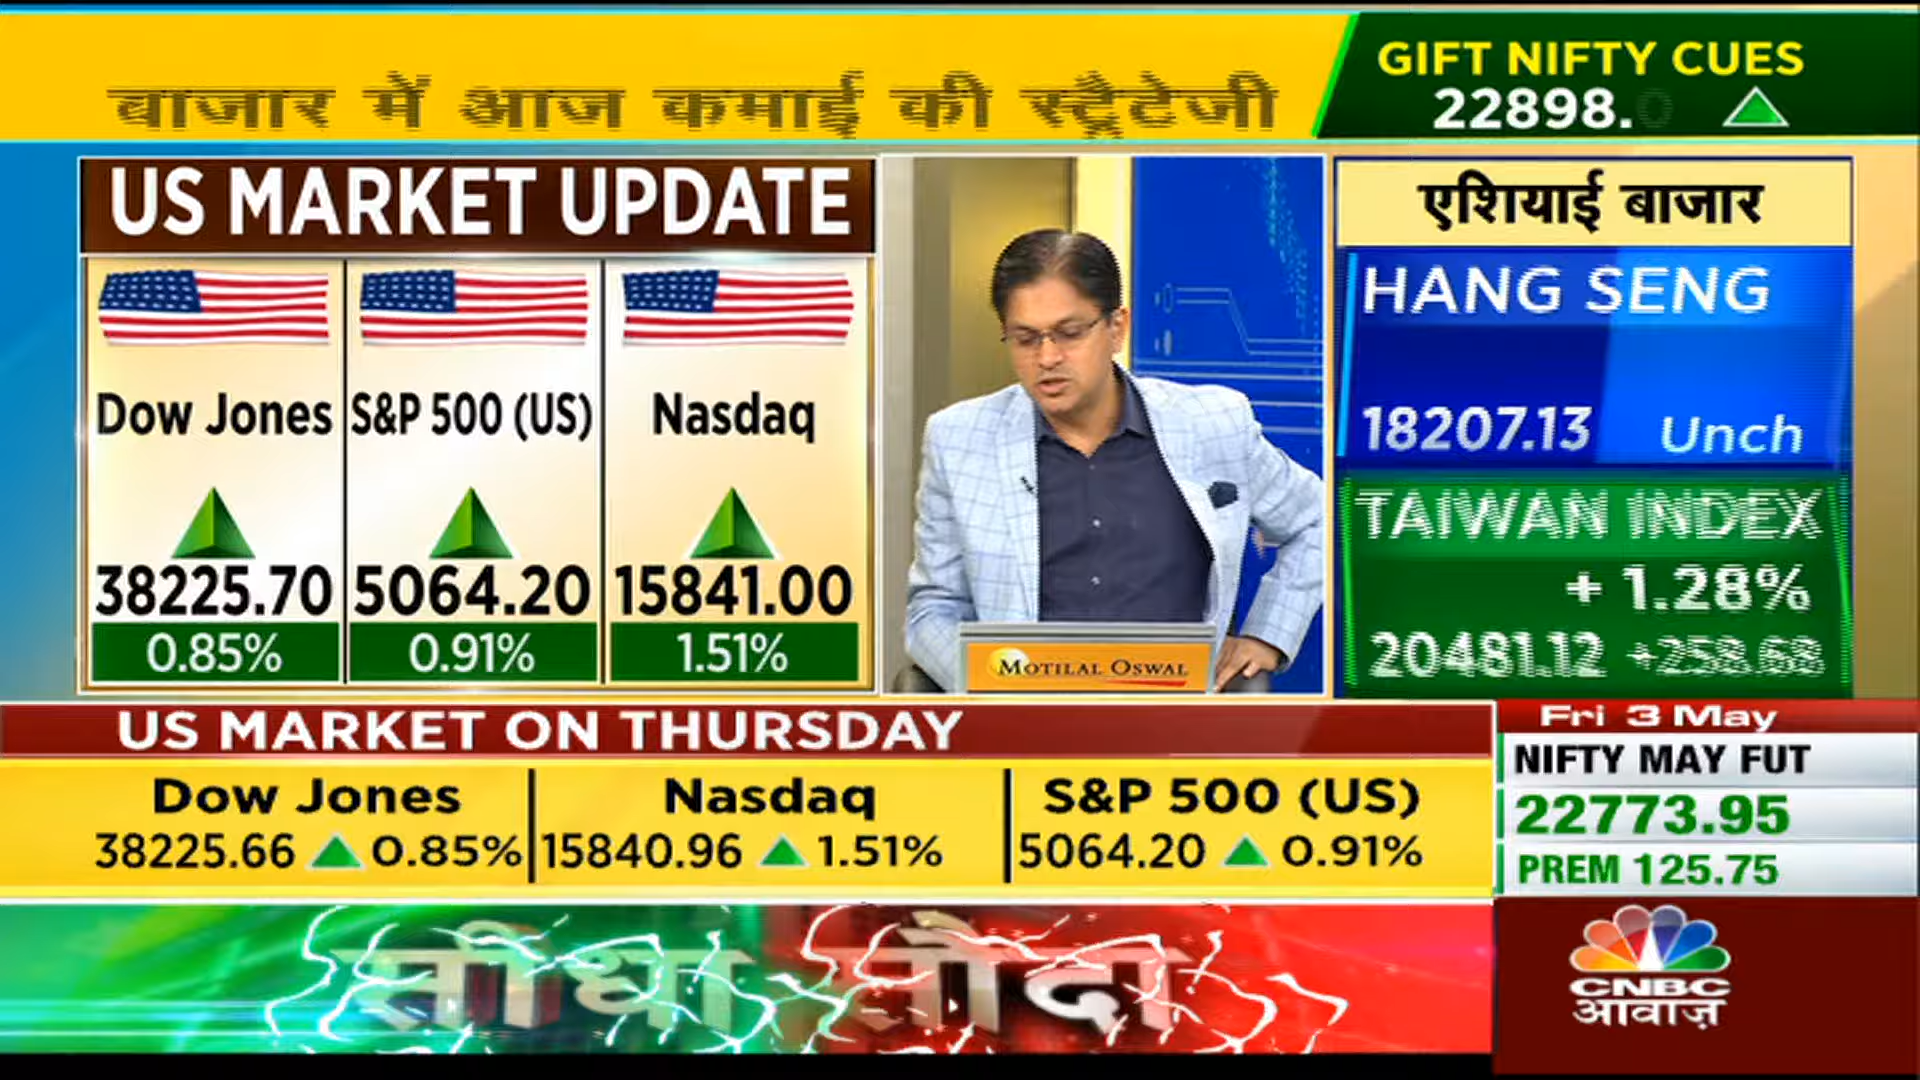 बाजार में आज कमाई की स्ट्रैटेजी
GIFT NIFTY CUES
22898.0
US MARKET UPDATE
Dow Jones
38225.70
0.85%
S&P 500 (US)
5064.20
0.91%
Nasdaq
15841.00
1.51%
MOTILAL OSWAL
एशियाई बाजार
HANG SENG
18207.13 Unch
TAIWAN INDEX
+ 1.28%
20481.12 +258.68
US MARKET ON THURSDAY
Dow Jones
38225.66 0.85%
Nasdaq
15840.96 1.51%
S&P 500 (US)
5064.20 0.91%
Fri 3 May
NIFTY MAY FUT
22773.95
PREM 125.75
सीधा सौदा
CNBC
आवाज़